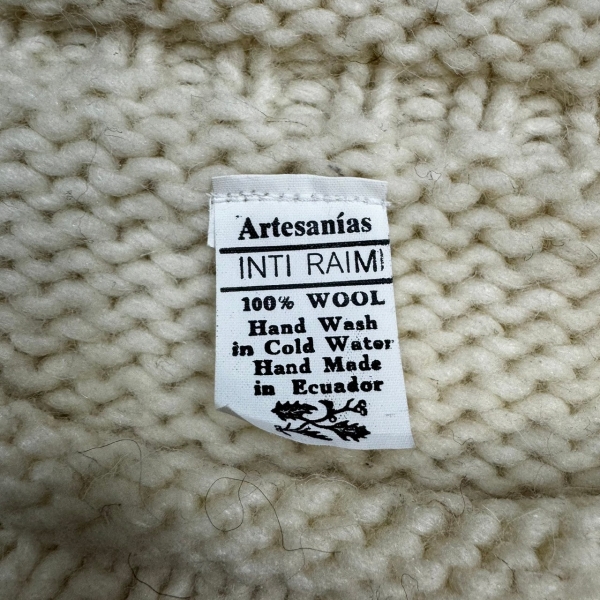 Artesanías
INTI RAIMI
100% WOOL
Hand Wash
in Cold Water
Hand Made
in Ecuador